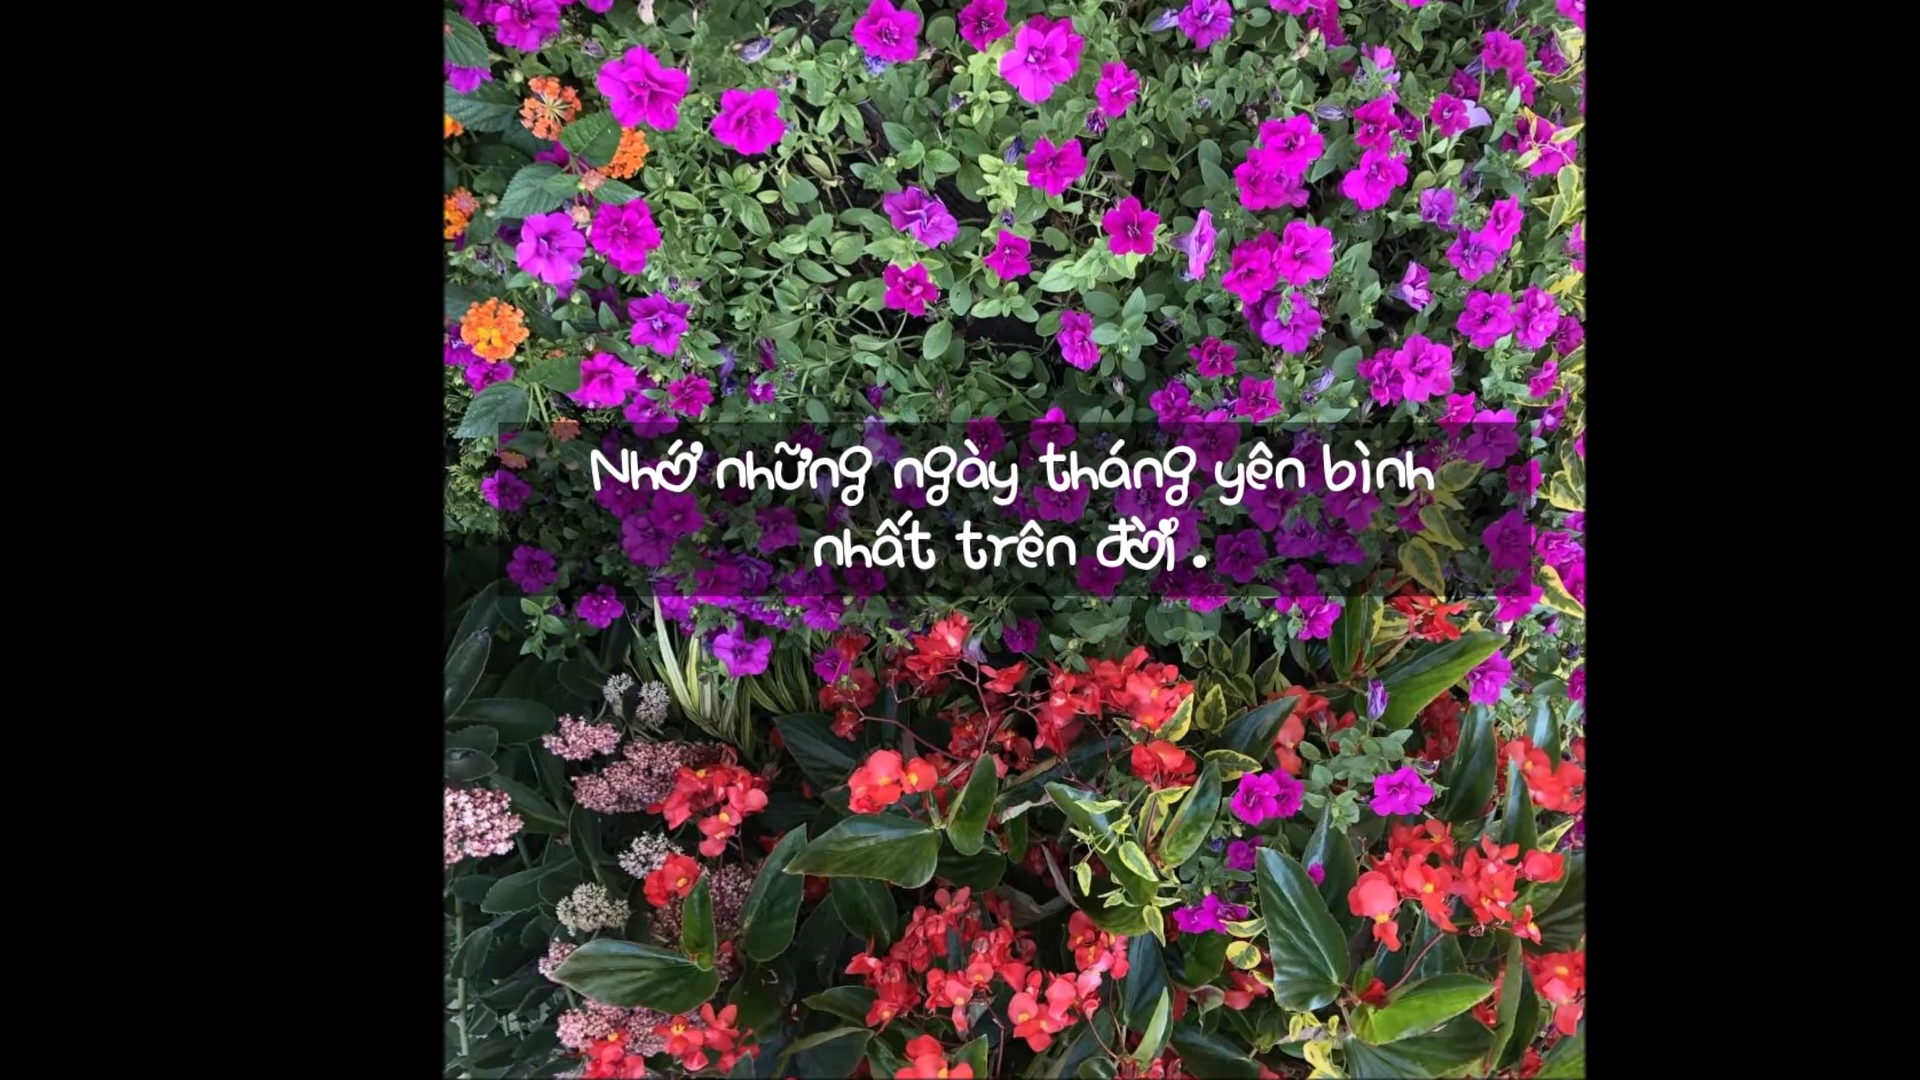 Nhớ những ngày tháng yên bình
nhất trên đời .